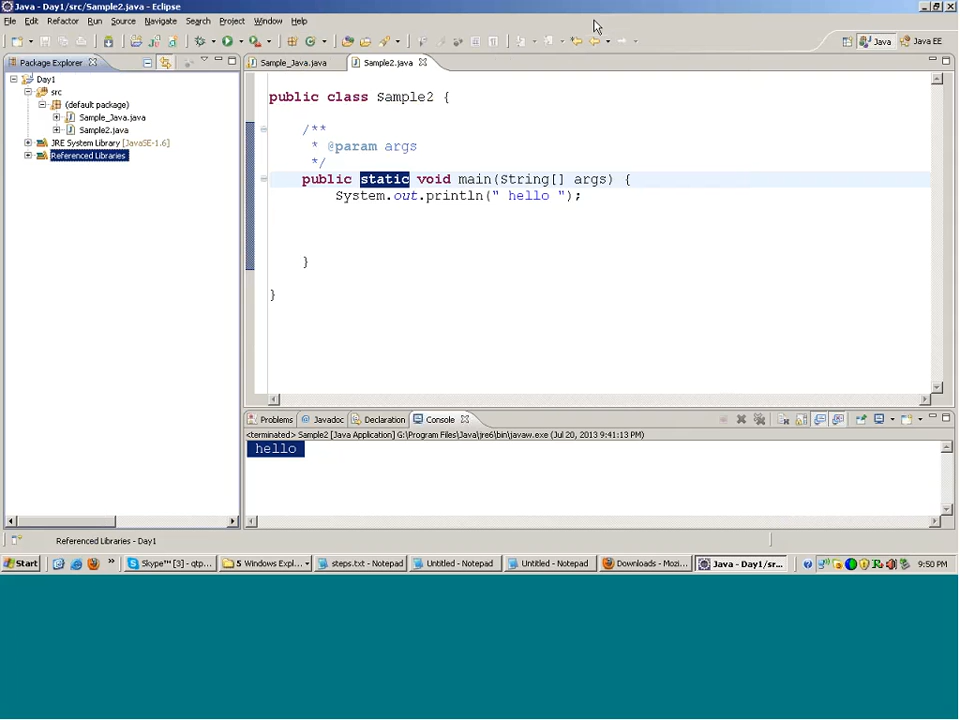 Java - Day1/src/Sample2.java - Eclipse
File Edit Refactor Run Source Navigate Search Project Window Help
Java Java EE
Package Explorer
Sample_Java.java Sample2.java
Day1
src
(default package)
Sample_Java.java
Sample2.java
JRE System Library [JavaSE-1.6]
Referenced Libraries
public class Sample2 {
/**
* @param args
*/
public static void main(String[] args) {
System.out.println(" hello ");
}
}
Problems @ Javadoc Declaration Console
<terminated> Sample2 [Java Application] G:\Program Files\Java\jre6\bin\javaw.exe (Jul 20, 2013 9:41:13 PM)
hello
Referenced Libraries - Day1
Start Skype™ [3] - qtp... 5 Windows Expl... steps.txt - Notepad Untitled - Notepad Untitled - Notepad Downloads - Mozi... Java - Day1/sr... 9:50 PM